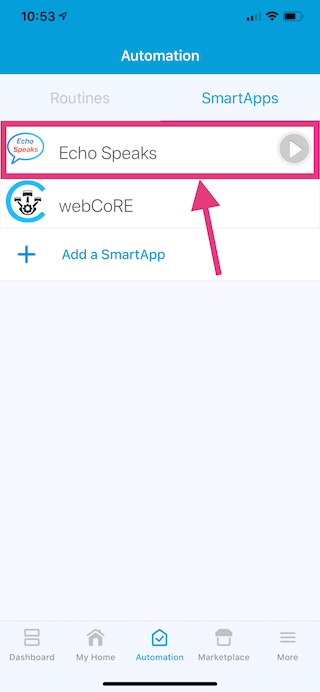 10:53
Automation
Routines
SmartApps
Echo
Speaks
Echo Speaks
webCoRE
Add a SmartApp
Dashboard
My Home
Automation
Marketplace
More